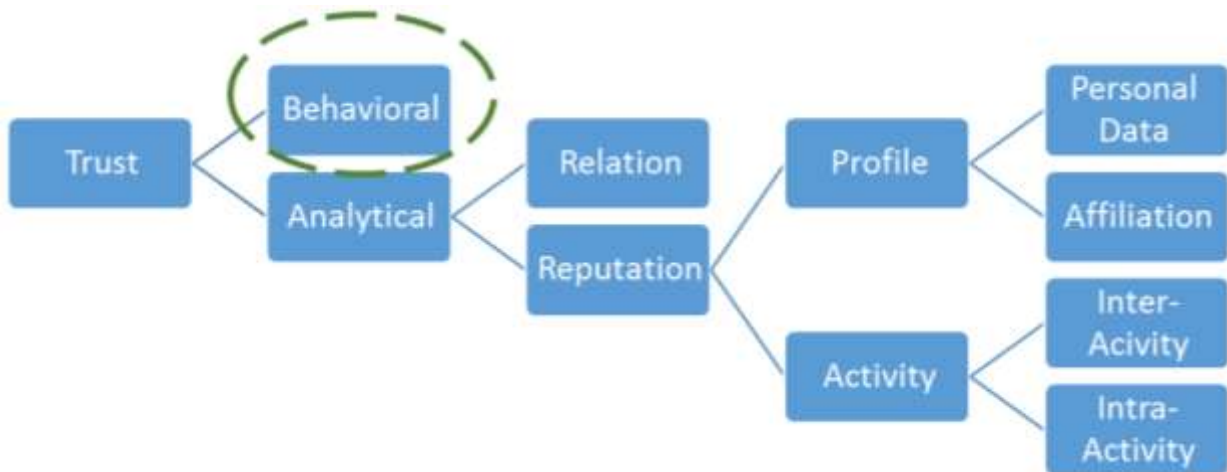 Trust
Behavioral
Analytical
Relation
Reputation
Profile
Activity
Personal
Data
Affiliation
Inter-
Acivity
Intra-
Activity